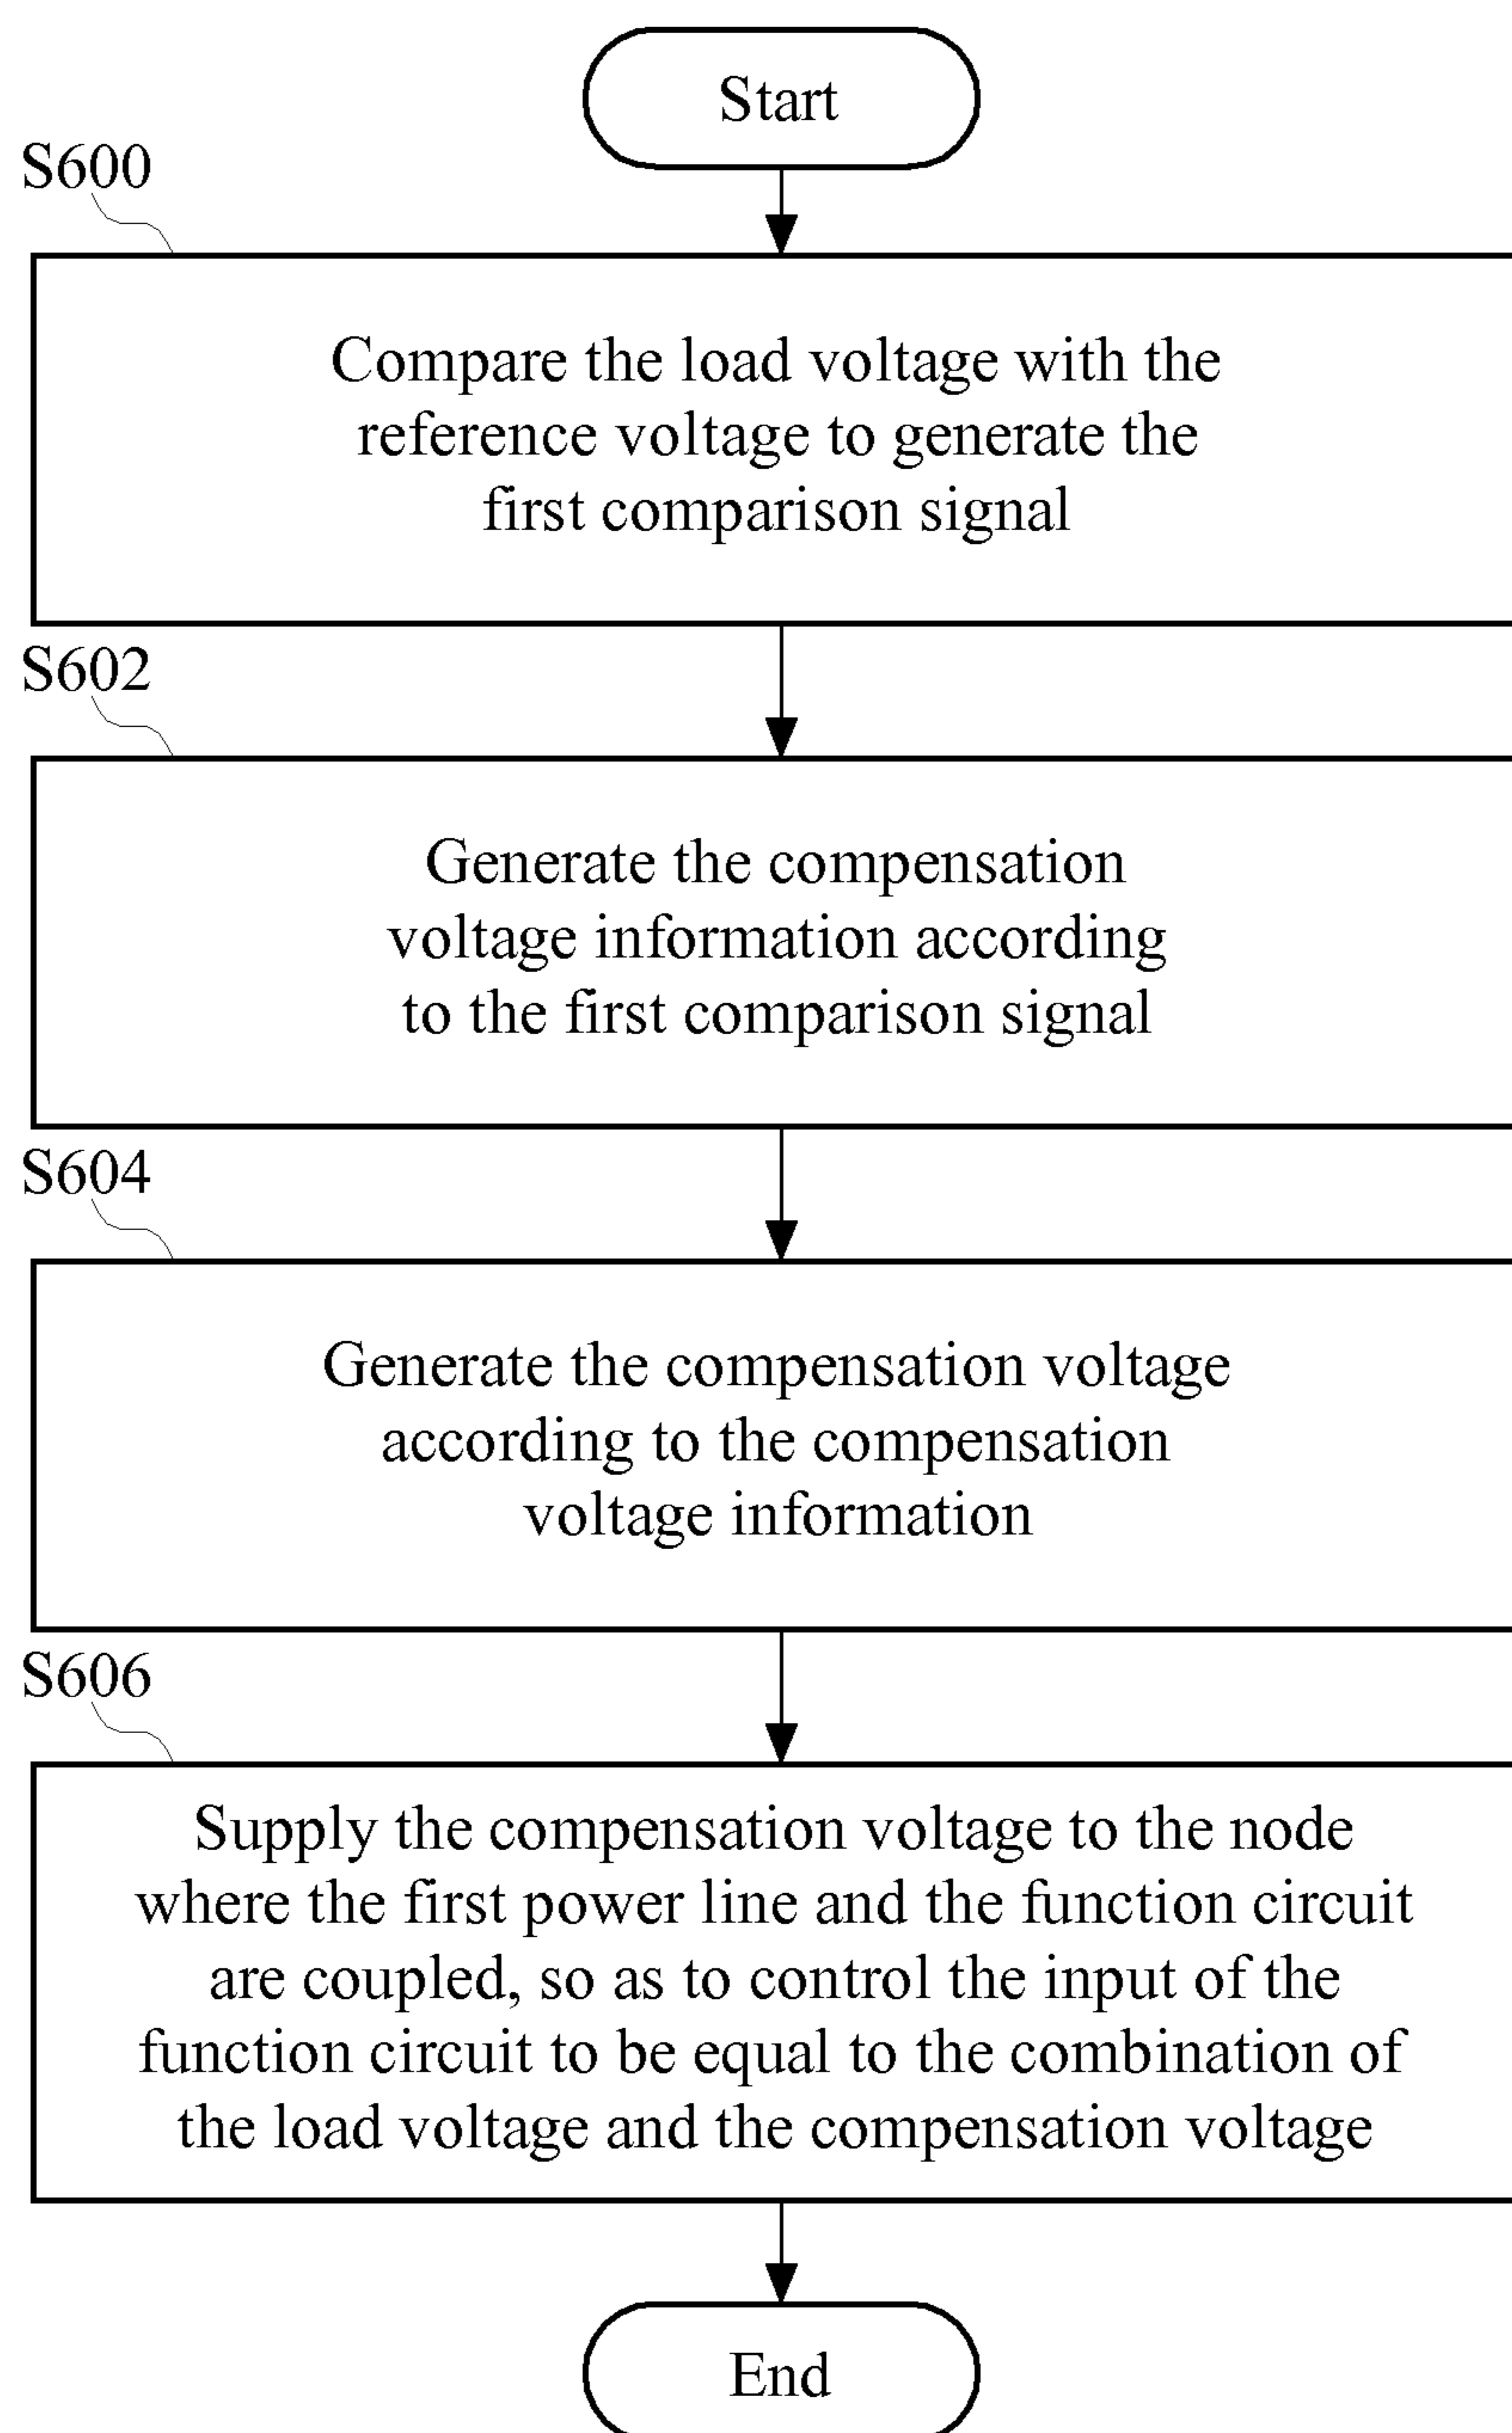 Start
S600
Compare the load voltage with the
reference voltage to generate the
first comparison signal
S602
Generate the compensation
voltage information according
to the first comparison signal
S604
Generate the compensation voltage
according to the compensation
voltage information
S606
Supply the compensation voltage to the node
where the first power line and the function circuit
are coupled, so as to control the input of the
function circuit to be equal to the combination of
the load voltage and the compensation voltage
End